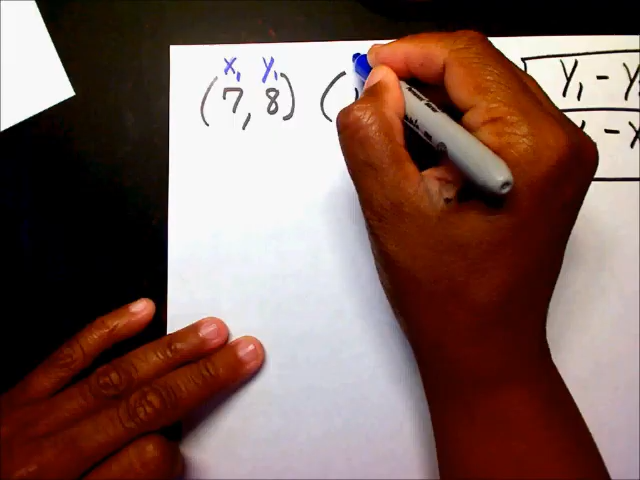 x₁ y₁
(7, 8) (
y₁ - y
- x